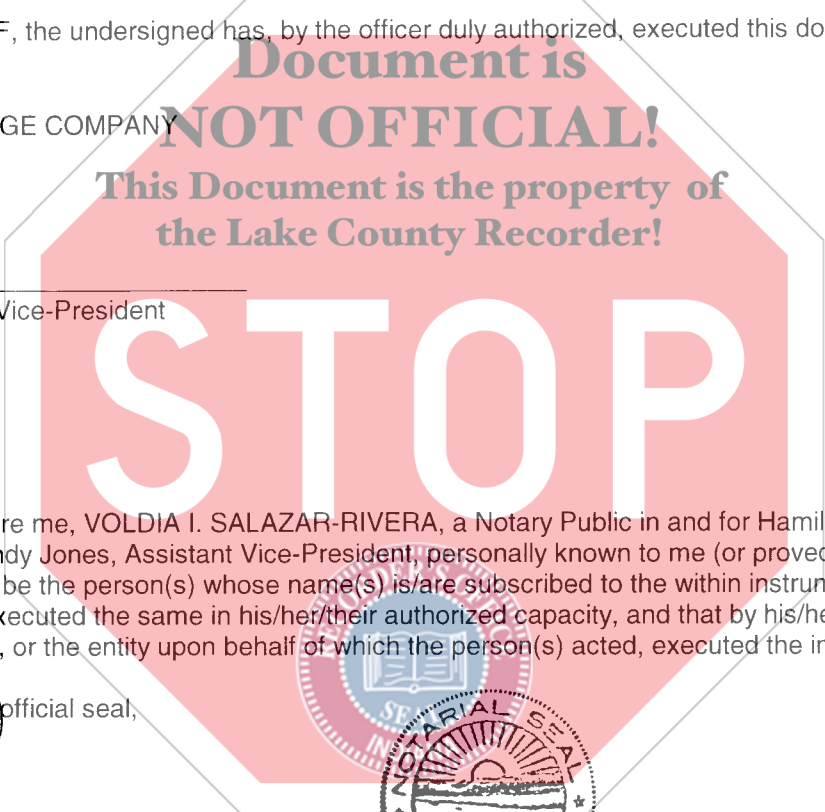 F, the undersigned has, by the officer duly authorized, executed this do
Document is
GE COMPANY
NOT OFFICIAL!
This Document is the property of
the Lake County Recorder!
Vice-President
STOP
re me, VOLDIA I. SALAZAR-RIVERA, a Notary Public in and for Hamil
ndy Jones, Assistant Vice-President, personally known to me (or proved
be the person(s) whose name(s) is/are subscribed to the within instrum
xecuted the same in his/her/their authorized capacity, and that by his/he
, or the entity upon behalf of which the person(s) acted, executed the in
official seal,
SEAL
NOTARIAL SEAL